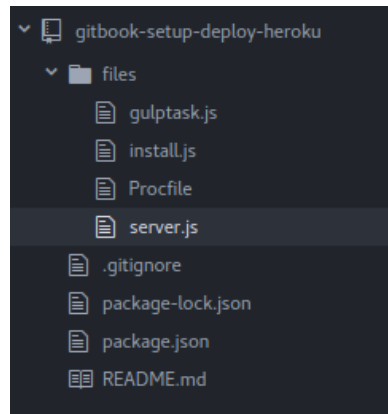 gitbook-setup-deploy-heroku
files
gulptask.js
install.js
Procfile
server.js
.gitignore
package-lock.json
package.json
README.md